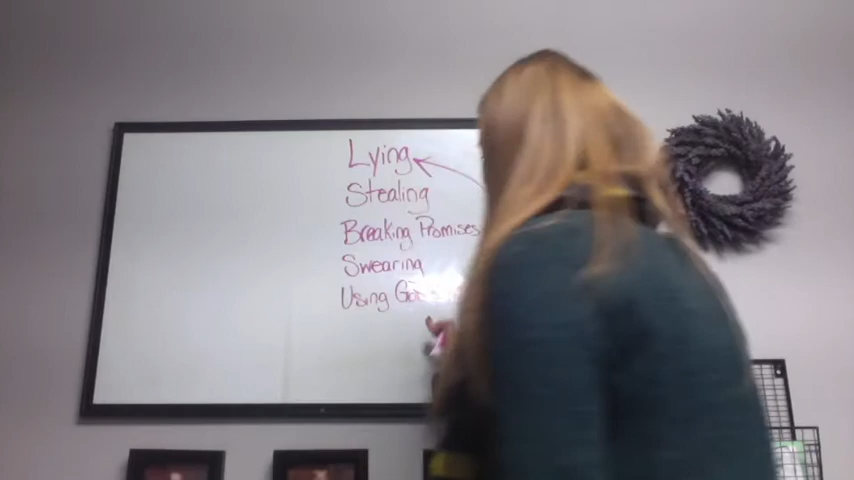 Lying
Stealing
Breaking Promises
Swearing
Using